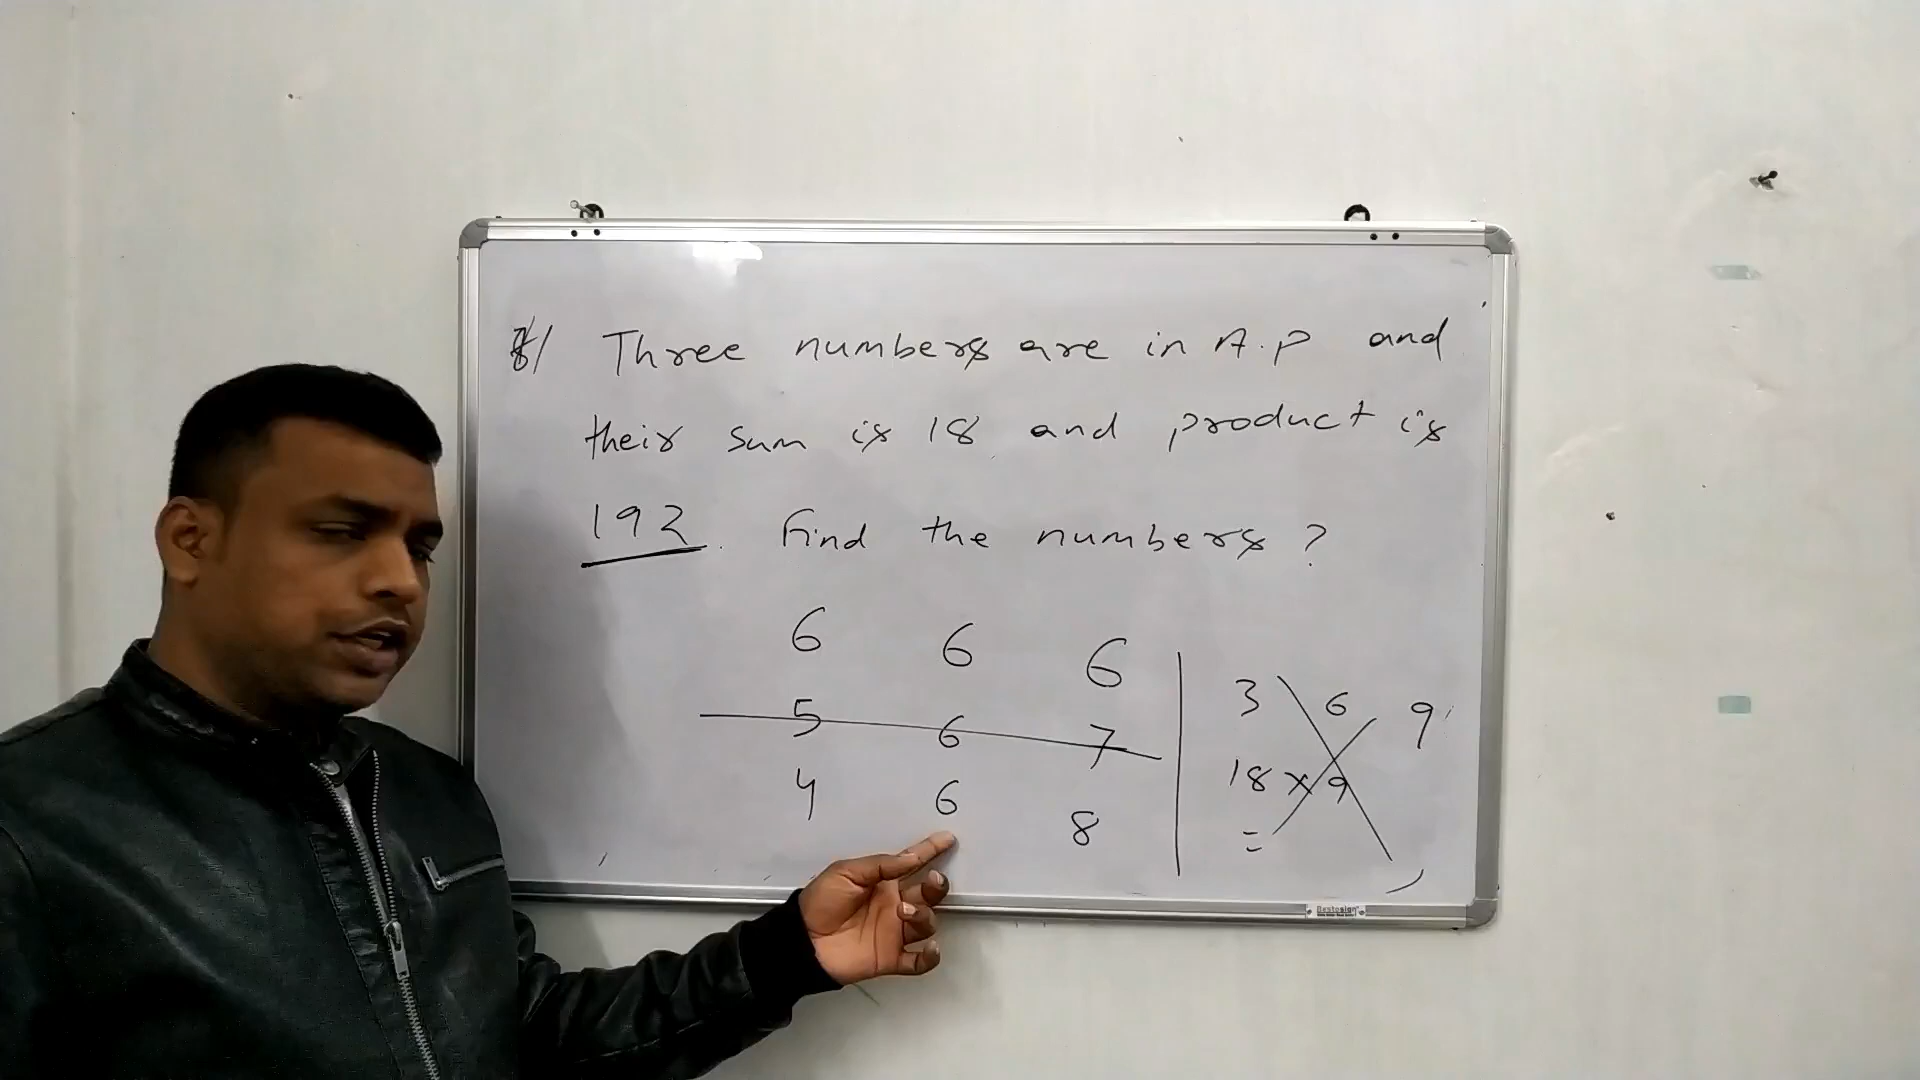 Three numbers are in A.P and
their sum is 18 and product is
192. Find the numbers?
6 6 6
5 6 7
4 6 8
3 6 9
18 x 9
=
Bestosign